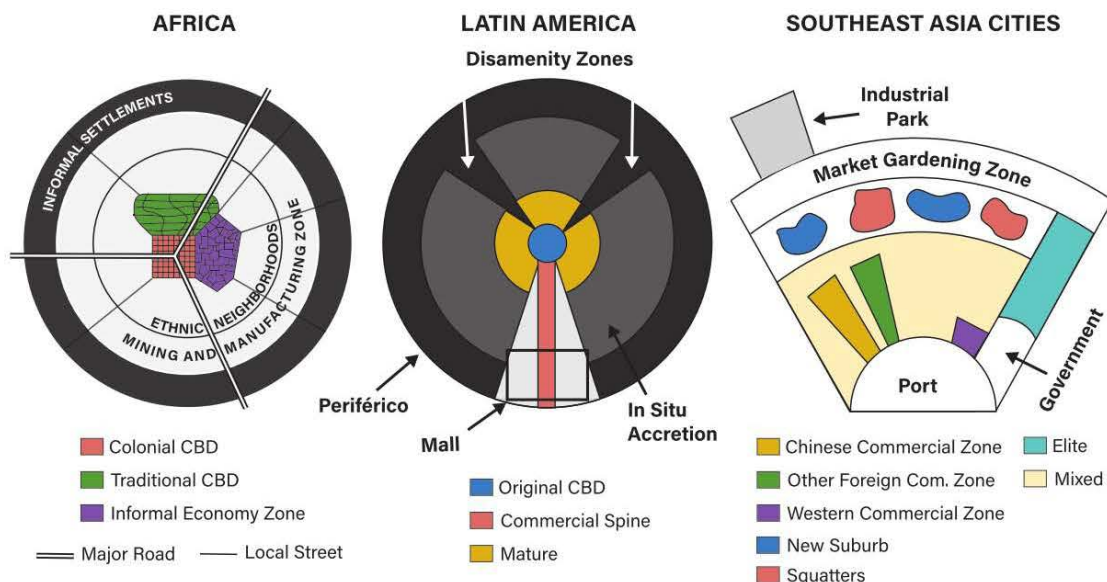 AFRICA
INFORMAL SETTLEMENTS
ETHNIC NEIGHBORHOODS
MINING AND MANUFACTURING ZONE
Colonial CBD
Traditional CBD
Informal Economy Zone
Major Road
Local Street
LATIN AMERICA
Disamenity Zones
Periférico
Mall
In Situ
Accretion
Original CBD
Commercial Spine
Mature
SOUTHEAST ASIA CITIES
Industrial
Park
Market Gardening Zone
Port
Government
Chinese Commercial Zone
Other Foreign Com. Zone
Western Commercial Zone
New Suburb
Squatters
Elite
Mixed